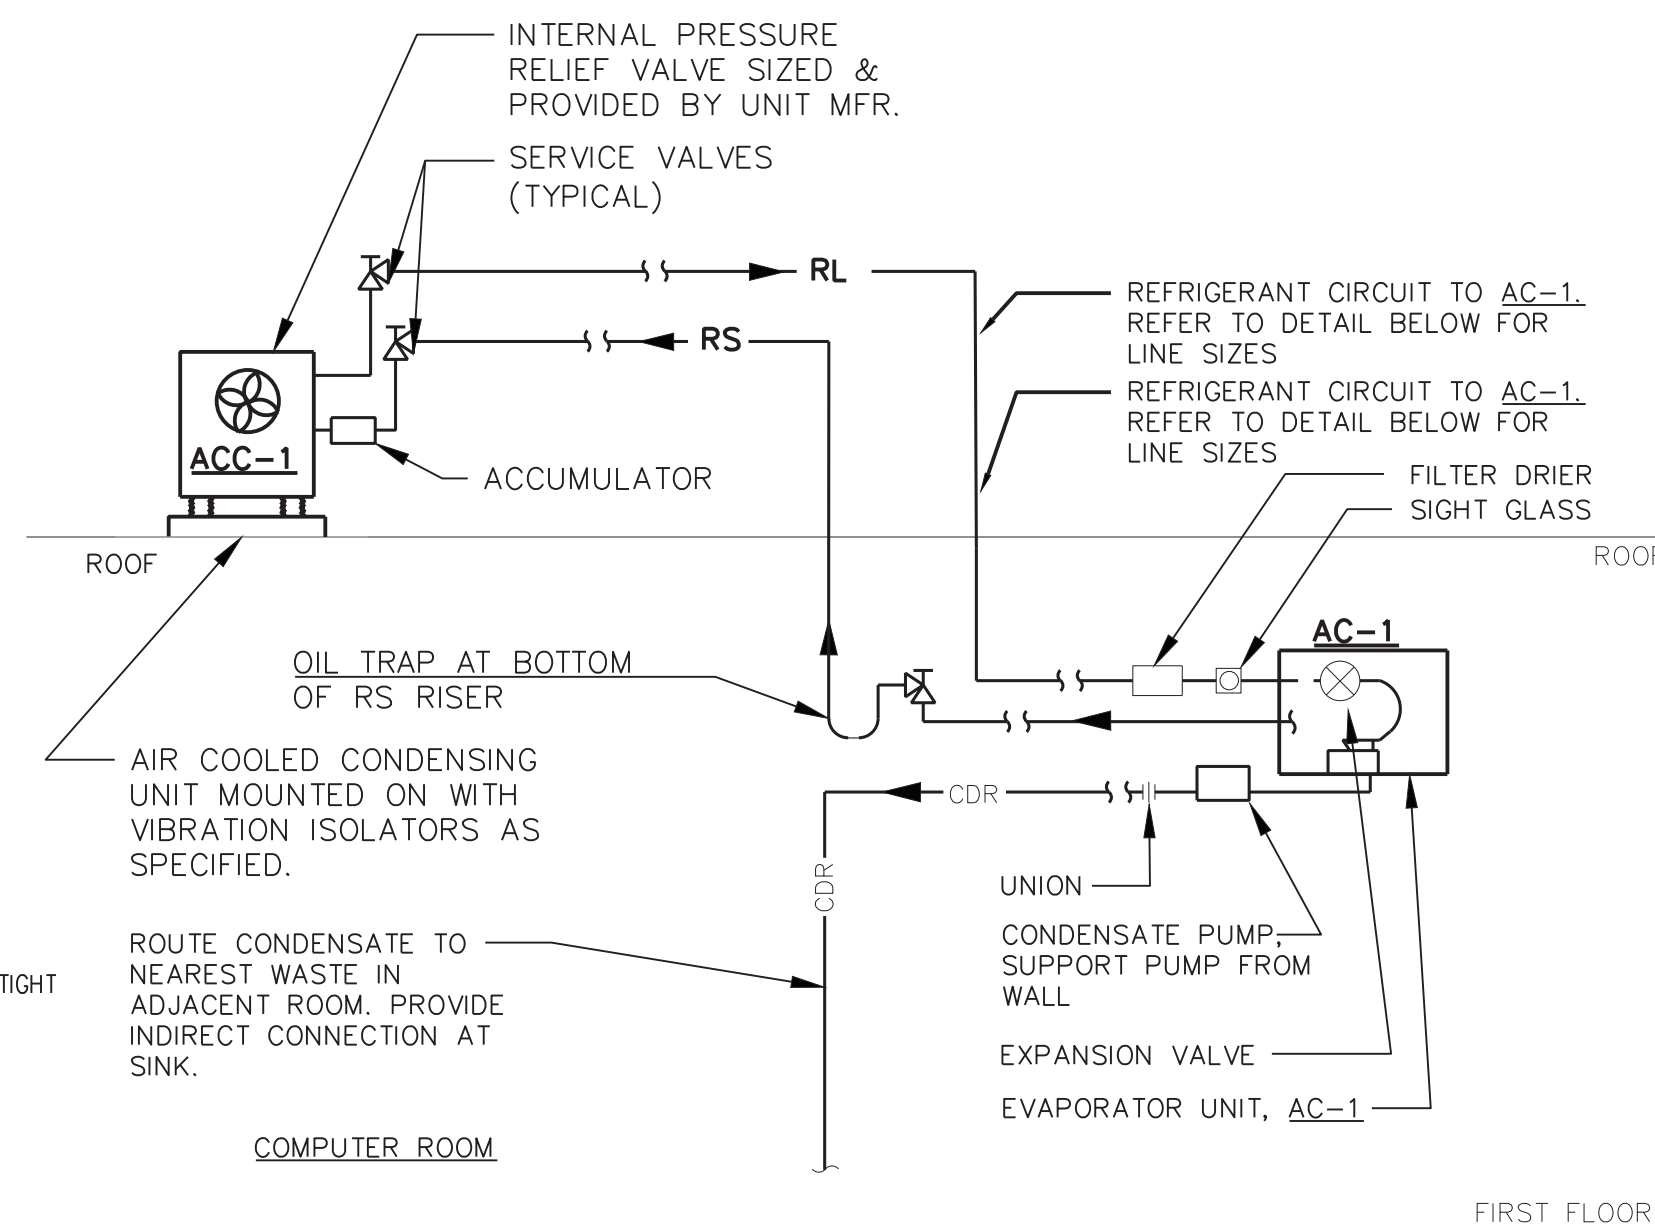 INTERNAL PRESSURE
RELIEF VALVE SIZED &
PROVIDED BY UNIT MFR.
SERVICE VALVES
(TYPICAL)
RL
RS
REFRIGERANT CIRCUIT TO AC-1.
REFER TO DETAIL BELOW FOR
LINE SIZES
REFRIGERANT CIRCUIT TO AC-1.
REFER TO DETAIL BELOW FOR
LINE SIZES
ACC-1
ACCUMULATOR
FILTER DRIER
SIGHT GLASS
ROOF
ROOF
AC-1
OIL TRAP AT BOTTOM
OF RS RISER
AIR COOLED CONDENSING
UNIT MOUNTED ON WITH
VIBRATION ISOLATORS AS
SPECIFIED.
CDR
CDR
UNION
CONDENSATE PUMP,
SUPPORT PUMP FROM
WALL
TIGHT
ROUTE CONDENSATE TO
NEAREST WASTE IN
ADJACENT ROOM. PROVIDE
INDIRECT CONNECTION AT
SINK.
EXPANSION VALVE
EVAPORATOR UNIT, AC-1
COMPUTER ROOM
FIRST FLOOR